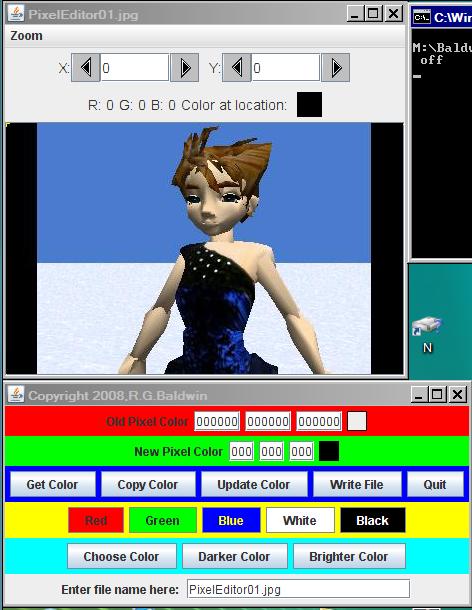 PixelEditor01.jpg
C:\Win
Zoom
M:\Baldw
off
X: 0 Y: 0
R: 0 G: 0 B: 0 Color at location:
N
Copyright 2008,R.G.Baldwin
Old Pixel Color 000000 000000 000000
New Pixel Color 000 000 000
Get Color Copy Color Update Color Write File Quit
Red Green Blue White Black
Choose Color Darker Color Brighter Color
Enter file name here: PixelEditor01.jpg